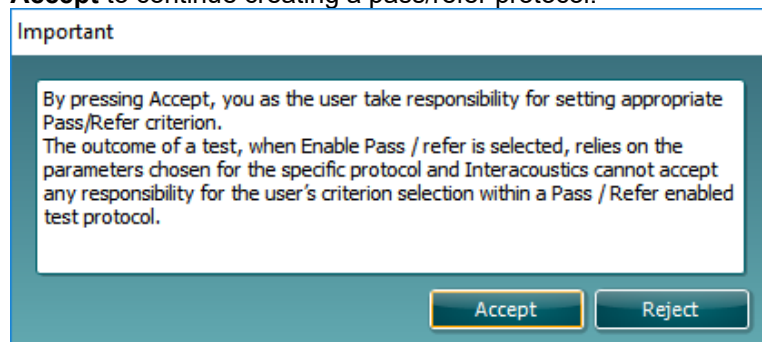 Accept to continue creating a pass/refer protocol.
Important
By pressing Accept, you as the user take responsibility for setting appropriate
Pass/Refer criterion.
The outcome of a test, when Enable Pass / refer is selected, relies on the
parameters chosen for the specific protocol and Interacoustics cannot accept
any responsibility for the user's criterion selection within a Pass / Refer enabled
test protocol.
Accept Reject